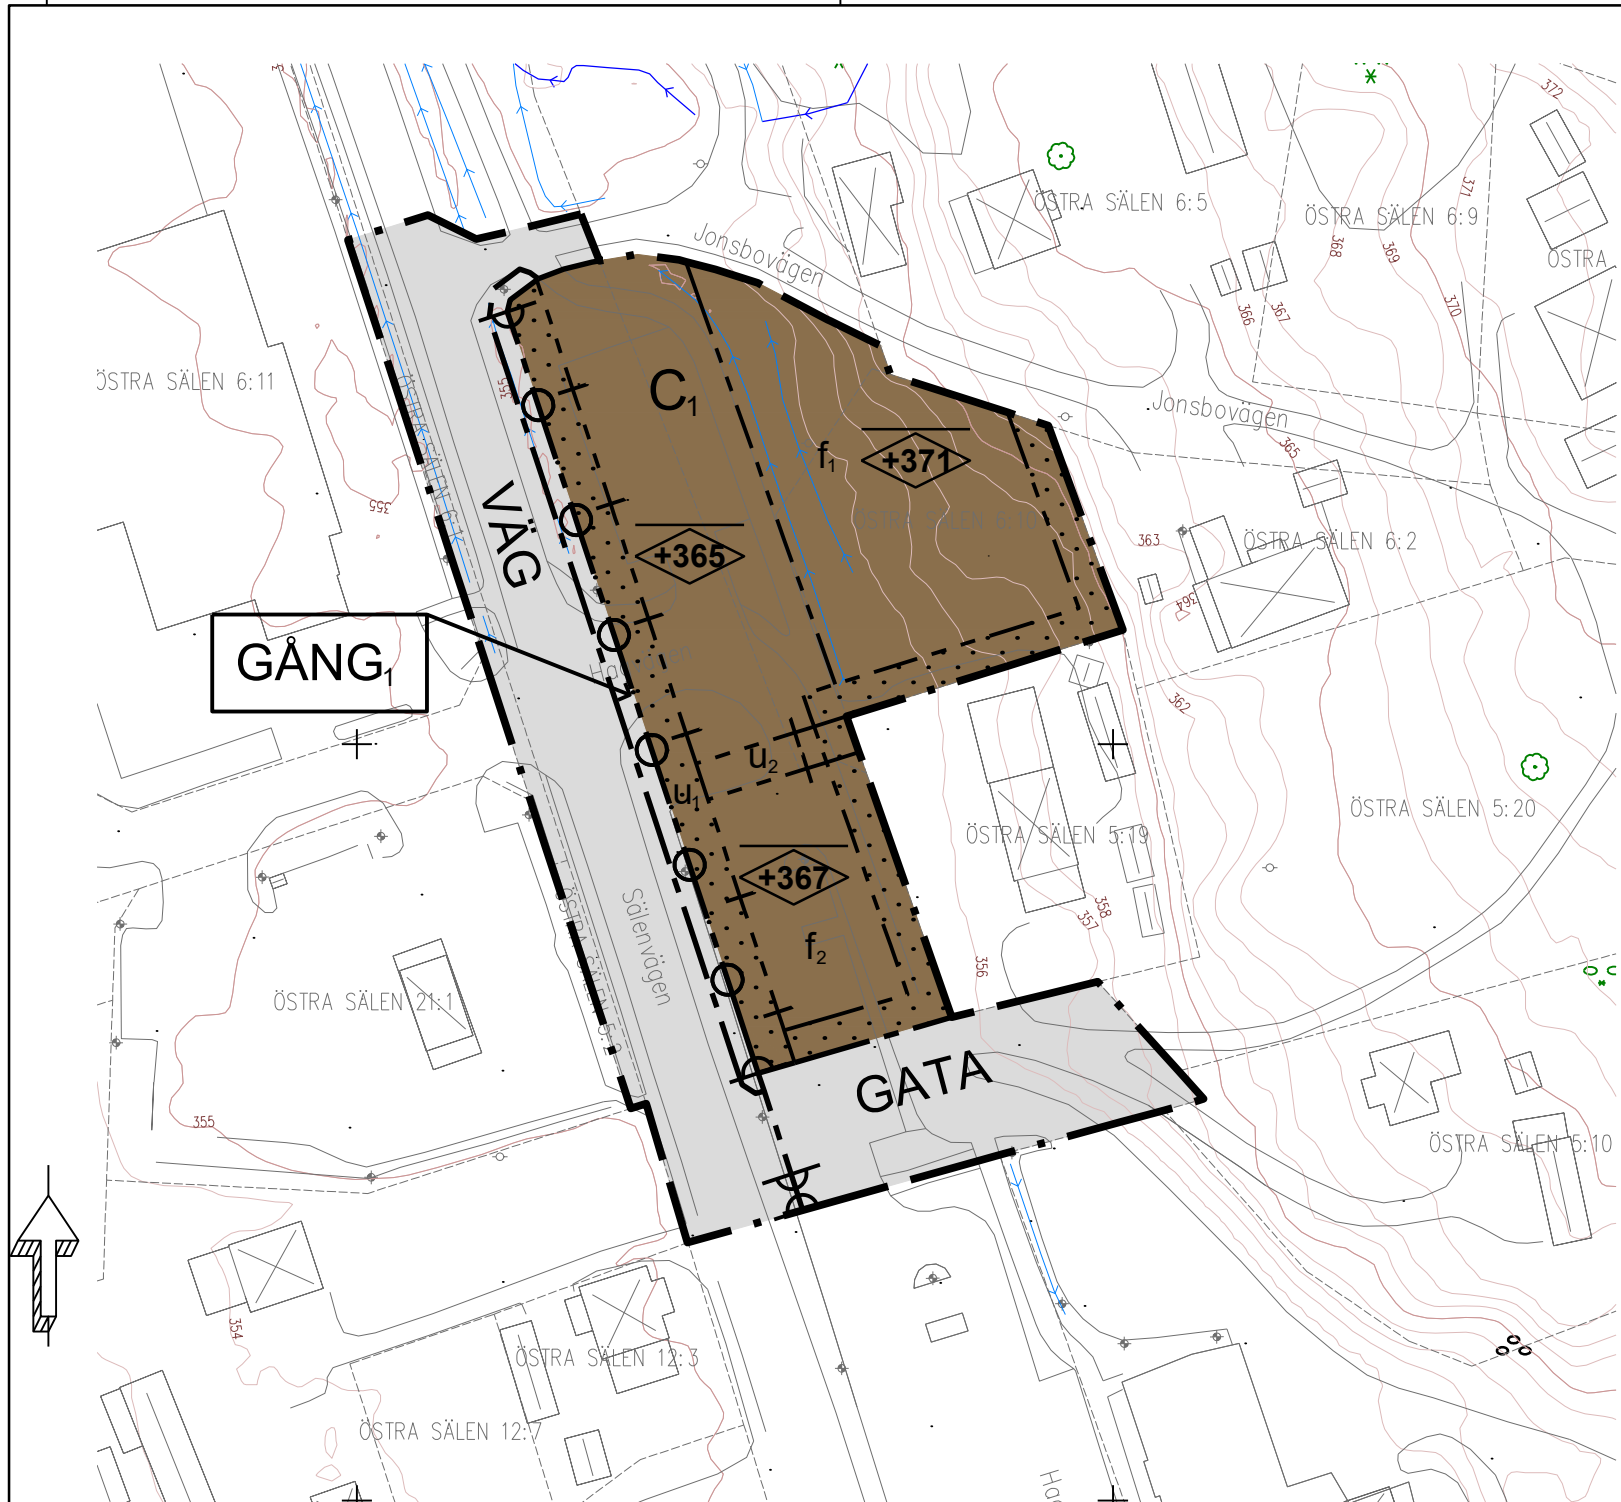 372
ÖSTRA SÄLEN 6:5
371
ÖSTRA SÄLEN 6:9
Jonsbovägen
368
369
ÖSTRA
366
367
370
ÖSTRA SÄLEN 6:11
355
C1
Jonsbovägen
f1
+371
365
355
VÄG
+365
363
ÖSTRA SÄLEN 6:2
364
GÅNG1
362
u2
u1
ÖSTRA SÄLEN 5:19
ÖSTRA SÄLEN 5:20
+367
358
357
Sälenvägen
f2
356
ÖSTRA SÄLEN 21:1
GATA
355
ÖSTRA SÄLEN 5:10
354
ÖSTRA SÄLEN 12:3
ÖSTRA SÄLEN 12:7